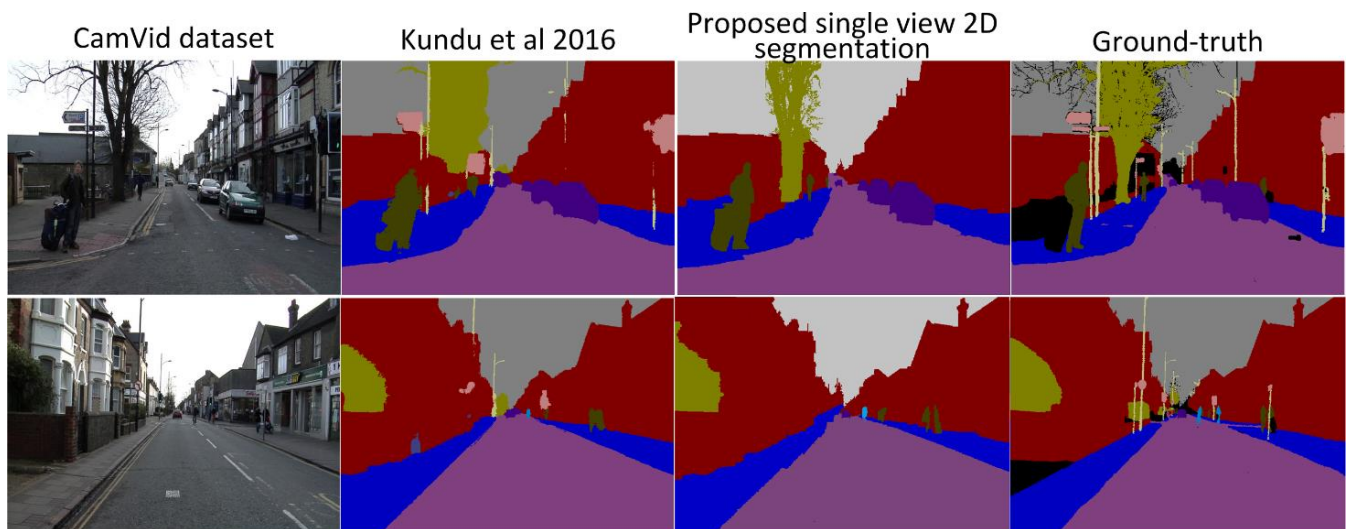 CamVid dataset
Kundu et al 2016
Proposed single view 2D
segmentation
Ground-truth